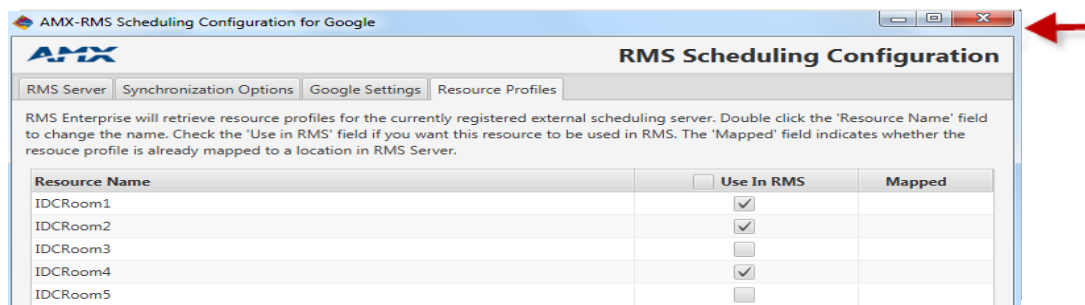 AMX-RMS Scheduling Configuration for Google
AMX RMS Scheduling Configuration
RMS Server Synchronization Options Google Settings Resource Profiles
RMS Enterprise will retrieve resource profiles for the currently registered external scheduling server. Double click the 'Resource Name' field
to change the name. Check the 'Use in RMS' field if you want this resource to be used in RMS. The 'Mapped' field indicates whether the
resouce profile is already mapped to a location in RMS Server.
Resource Name Use In RMS Mapped
IDCRoom1
IDCRoom2
IDCRoom3
IDCRoom4
IDCRoom5